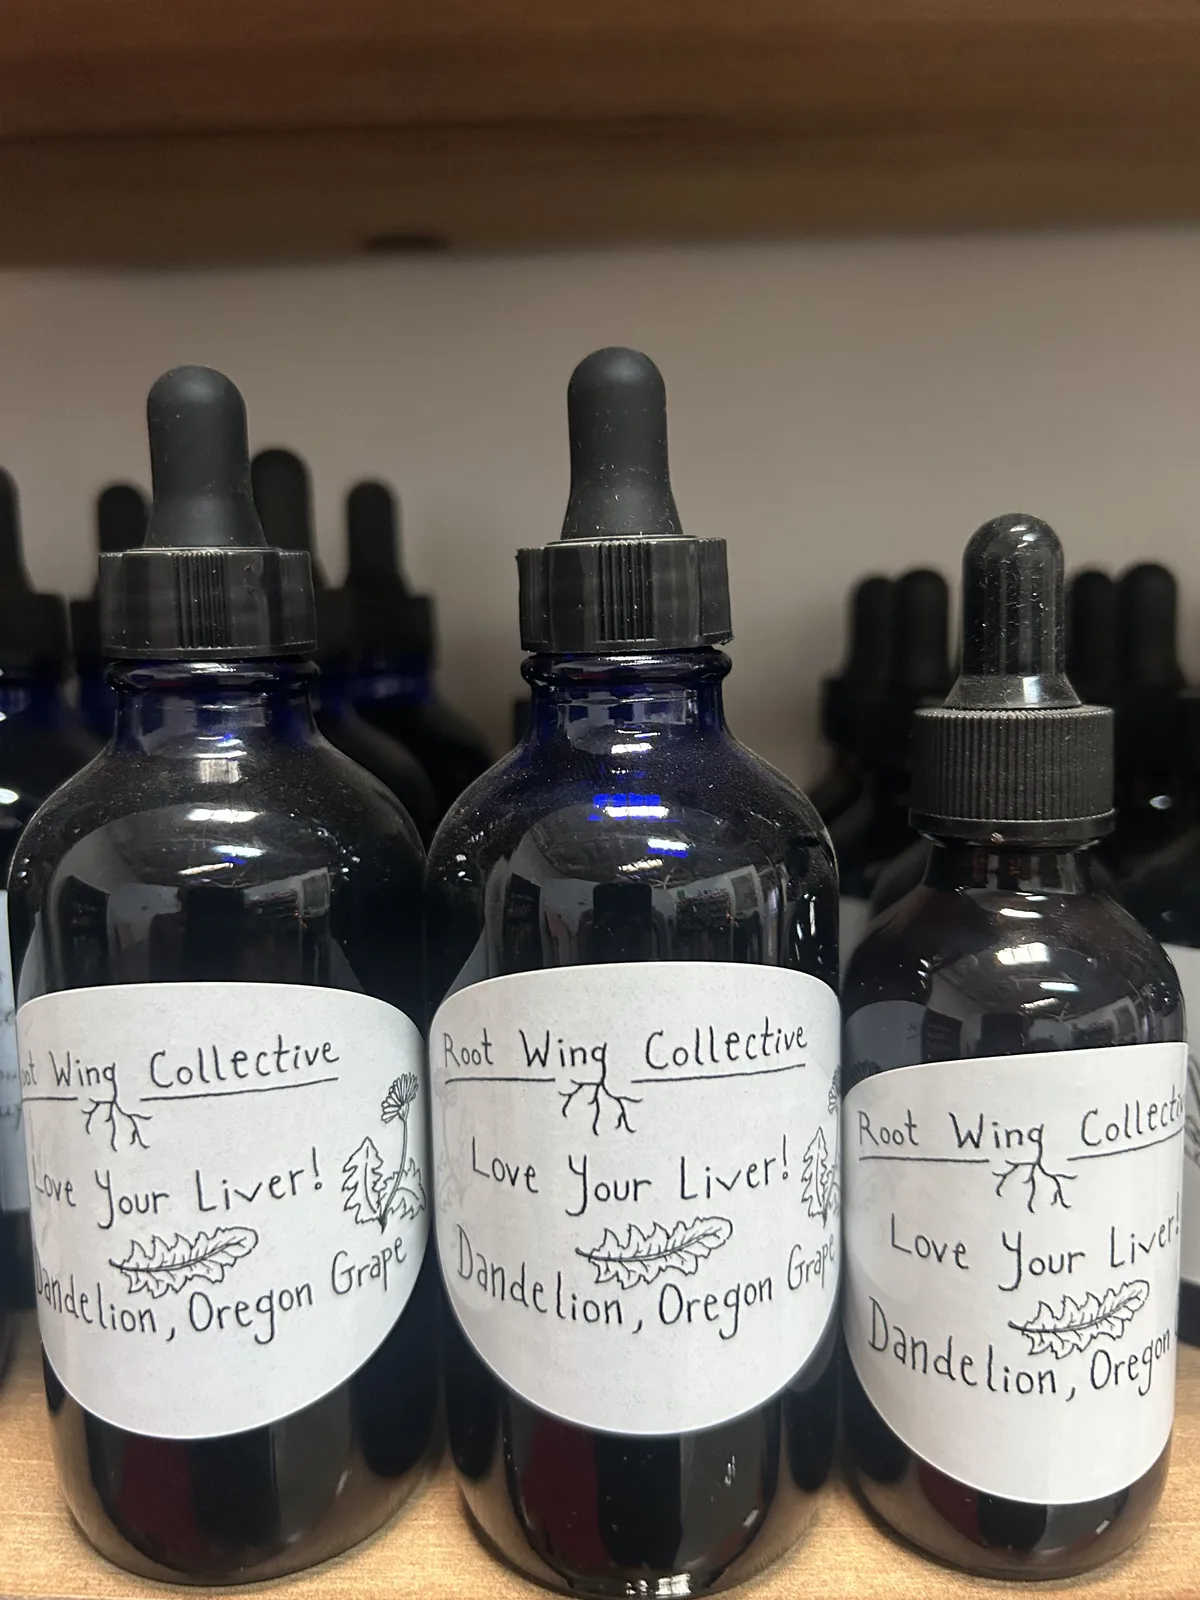 Wing Collective
Love Your Liver!
Dandelion, Oregon Grape
Root Wing Collective
Love Your Liver!
Dandelion, Oregon Grape
Root Wing Collective
Love Your Liver!
Dandelion, Oregon